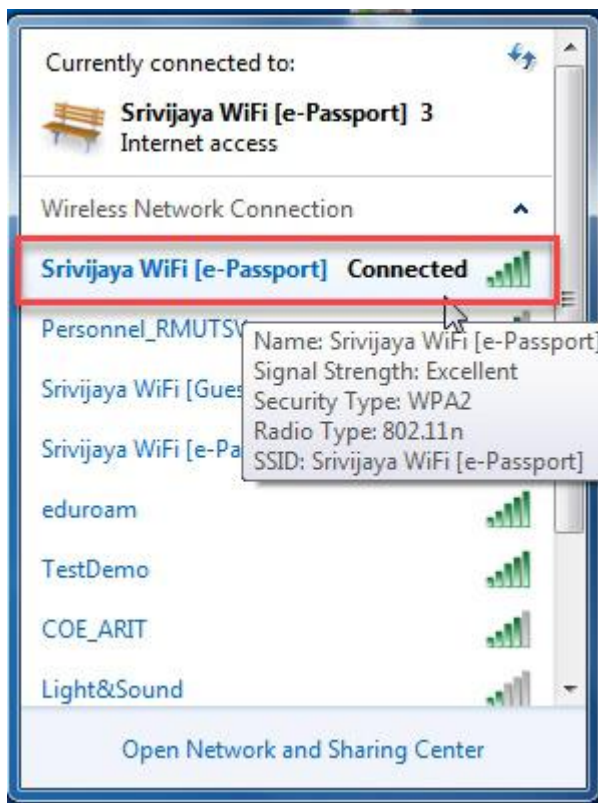 Currently connected to:
Srivijaya WiFi [e-Passport] 3
Internet access
Wireless Network Connection
Srivijaya WiFi [e-Passport] Connected
Personnel_RMUTSV
Name: Srivijaya WiFi [e-Passport]
Signal Strength: Excellent
Security Type: WPA2
Radio Type: 802.11n
SSID: Srivijaya WiFi [e-Passport]
Srivijaya WiFi [Gues
Srivijaya WiFi [e-Pa
eduroam
TestDemo
COE_ARIT
Light&Sound
Open Network and Sharing Center